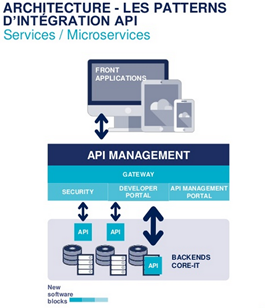 ARCHITECTURE - LES PATTERNS
D'INTÉGRATION API
Services / Microservices
FRONT
APPLICATIONS
API MANAGEMENT
GATEWAY
SECURITY
DEVELOPER
PORTAL
API MANAGEMENT
PORTAL
API
API
API
BACKENDS
CORE-IT
New
software
blocks